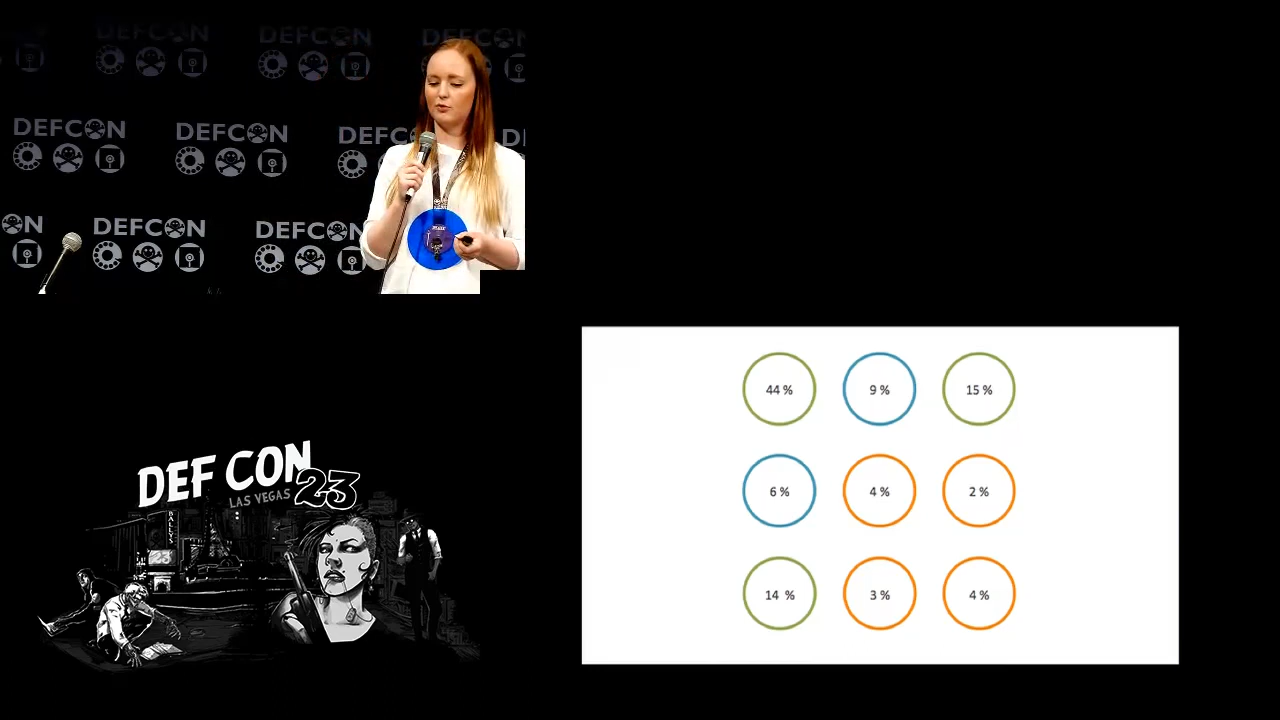 DEFCON DEFCON DEFCON
DEFCON DEFCON DEFCON
DEFCON DEFCON
DEF CON 23
LAS VEGAS
BALLYS
44 % 9 % 15 %
6 % 4 % 2 %
14 % 3 % 4 %